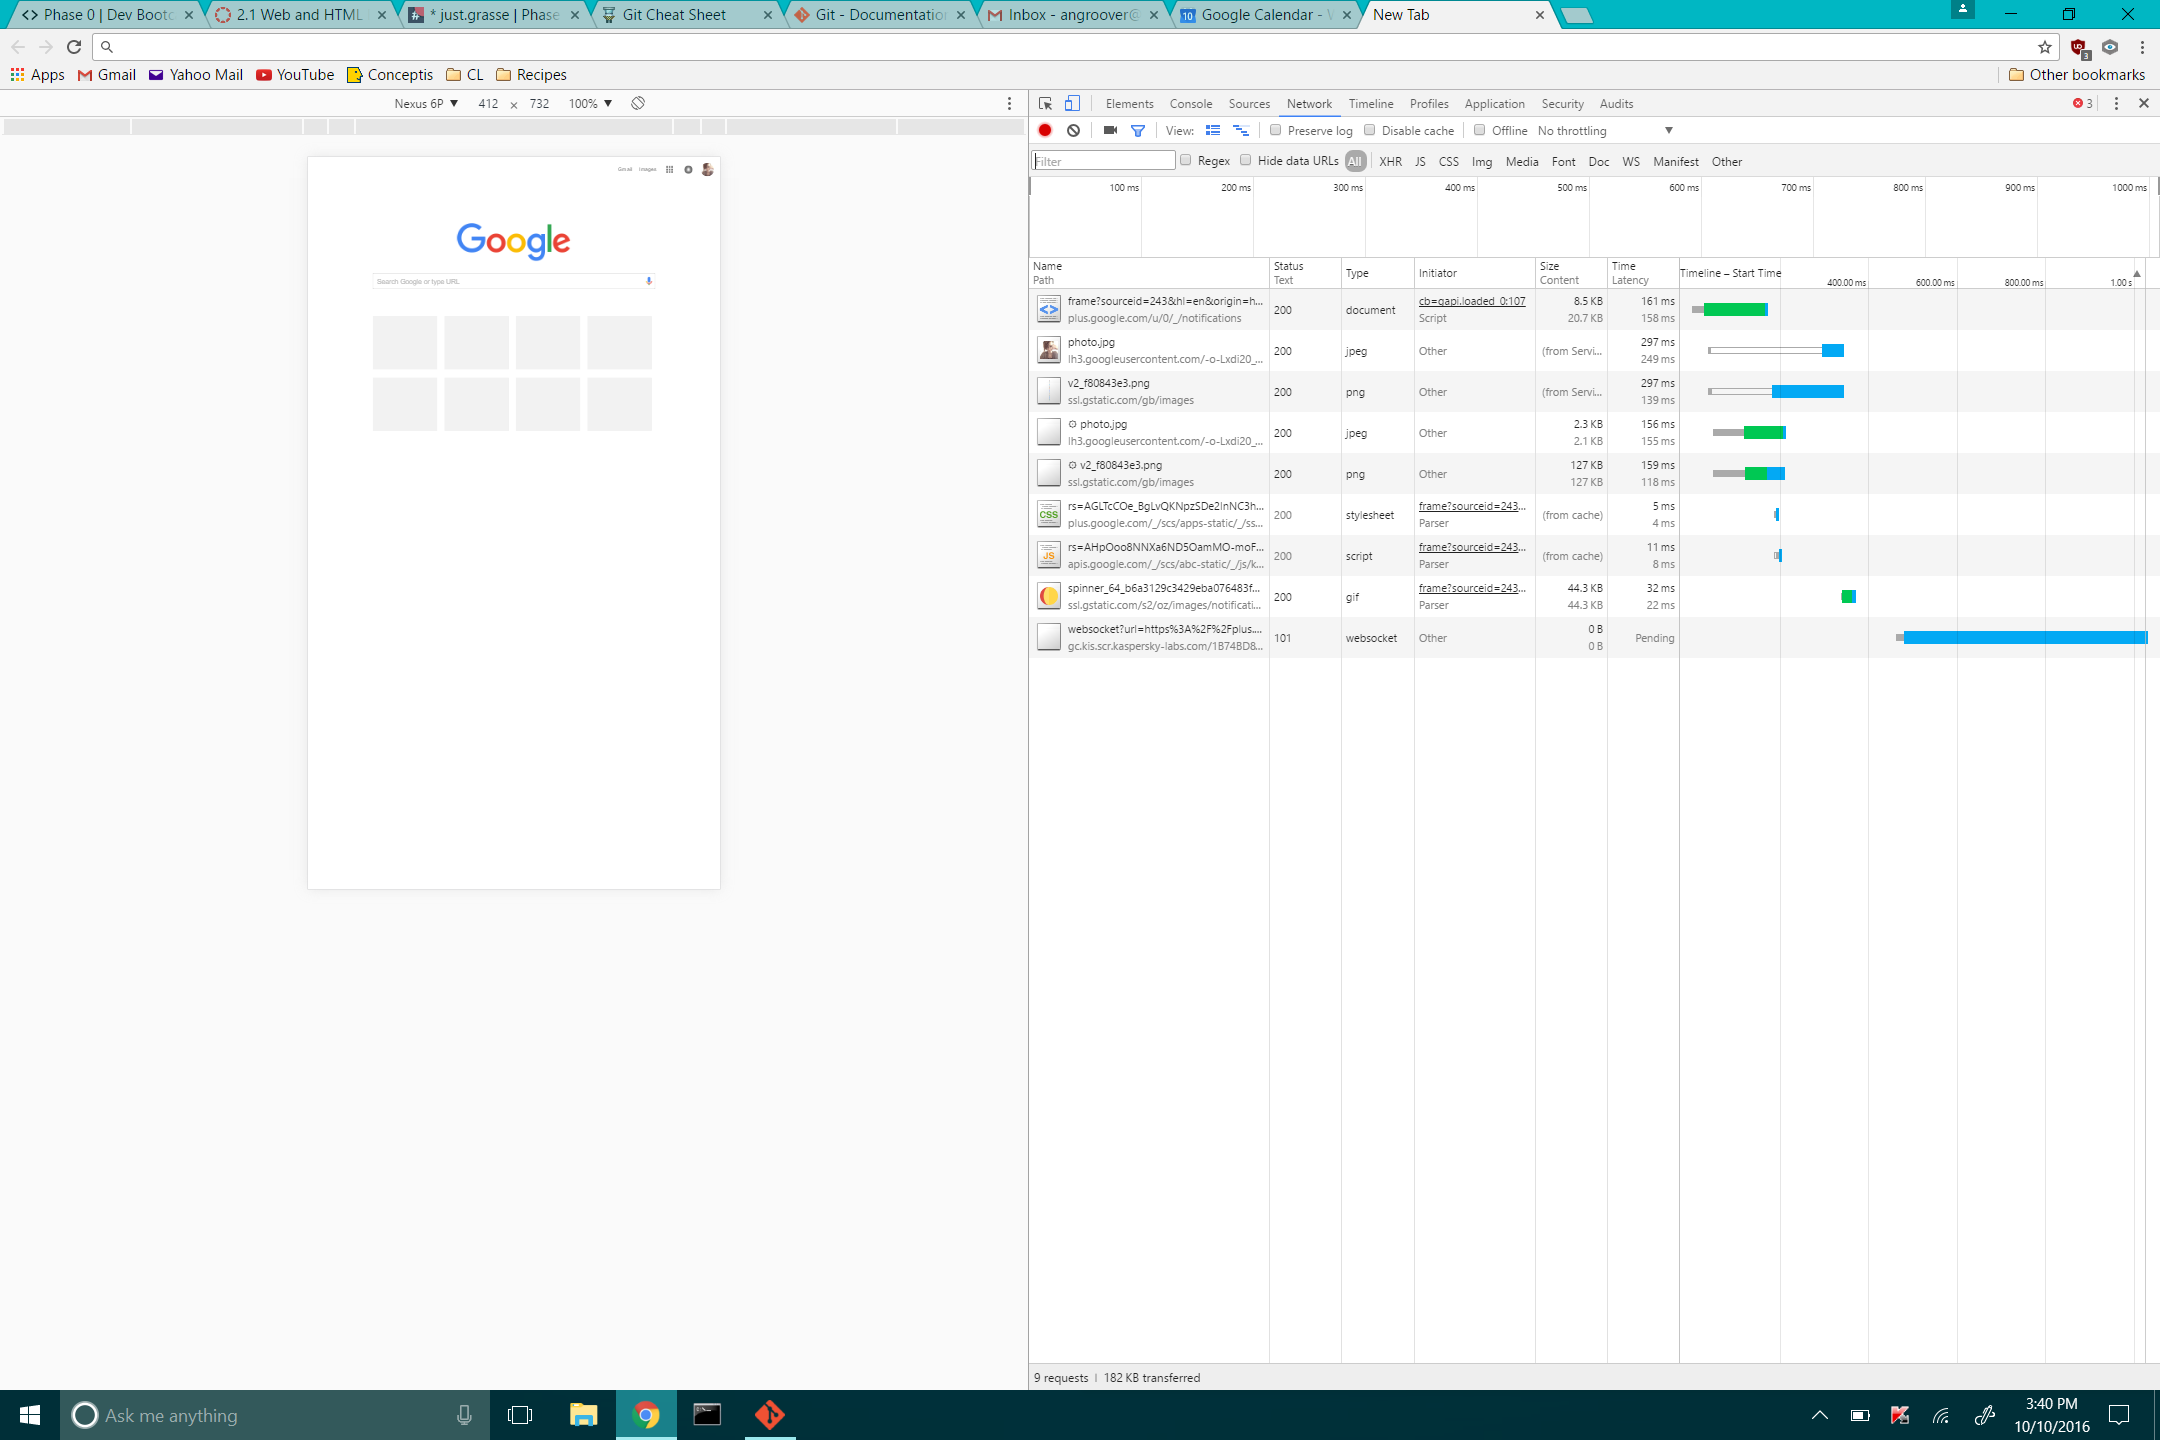 Phase 0 | Dev Bootc
2.1 Web and HTML
* just.grasse | Phase
Git Cheat Sheet
Git - Documentation
Inbox - angroover@
Google Calendar - W
New Tab
Apps Gmail Yahoo Mail YouTube Conceptis CL Recipes Other bookmarks
Nexus 6P ▼ 412 × 732 100% ▼
Gmail Images
Google
Search Google or type URL
Elements Console Sources Network Timeline Profiles Application Security Audits 3
View: Preserve log Disable cache Offline No throttling ▼
Filter Regex Hide data URLs All XHR JS CSS Img Media Font Doc WS Manifest Other
100 ms 200 ms 300 ms 400 ms 500 ms 600 ms 700 ms 800 ms 900 ms 1000 ms
Name Status Type Initiator Size Time Timeline – Start Time
Path Text Content Latency 400.00 ms 600.00 ms 800.00 ms 1.00 s
frame?sourceid=243&hl=en&origin=h... 200 document cb=gapi.loaded_0:107 8.5 KB 161 ms
plus.google.com/u/0/_/notifications Script 20.7 KB 158 ms
photo.jpg 200 jpeg Other (from Servi... 297 ms
lh3.googleusercontent.com/-o-Lxdi20_... 249 ms
v2_f80843e3.png 200 png Other (from Servi... 297 ms
ssl.gstatic.com/gb/images 139 ms
photo.jpg 200 jpeg Other 2.3 KB 156 ms
lh3.googleusercontent.com/-o-Lxdi20_... 2.1 KB 155 ms
v2_f80843e3.png 200 png Other 127 KB 159 ms
ssl.gstatic.com/gb/images 127 KB 118 ms
CSS rs=AGLTcCOe_BgLvQKNpzSDe2InNC3h... 200 stylesheet frame?sourceid=243... (from cache) 5 ms
plus.google.com/_/scs/apps-static/_/ss... Parser 4 ms
JS rs=AHpOoo8NNXa6ND5OamMO-moF... 200 script frame?sourceid=243... (from cache) 11 ms
apis.google.com/_/scs/abc-static/_/js/k... Parser 8 ms
spinner_64_b6a3129c3429eba076483f... 200 gif frame?sourceid=243... 44.3 KB 32 ms
ssl.gstatic.com/s2/oz/images/notificati... Parser 44.3 KB 22 ms
websocket?url=https%3A%2F%2Fplus.... 101 websocket Other 0 B Pending
gc.kis.scr.kaspersky-labs.com/1B74BD8... 0 B
9 requests | 182 KB transferred
Ask me anything
3:40 PM
10/10/2016